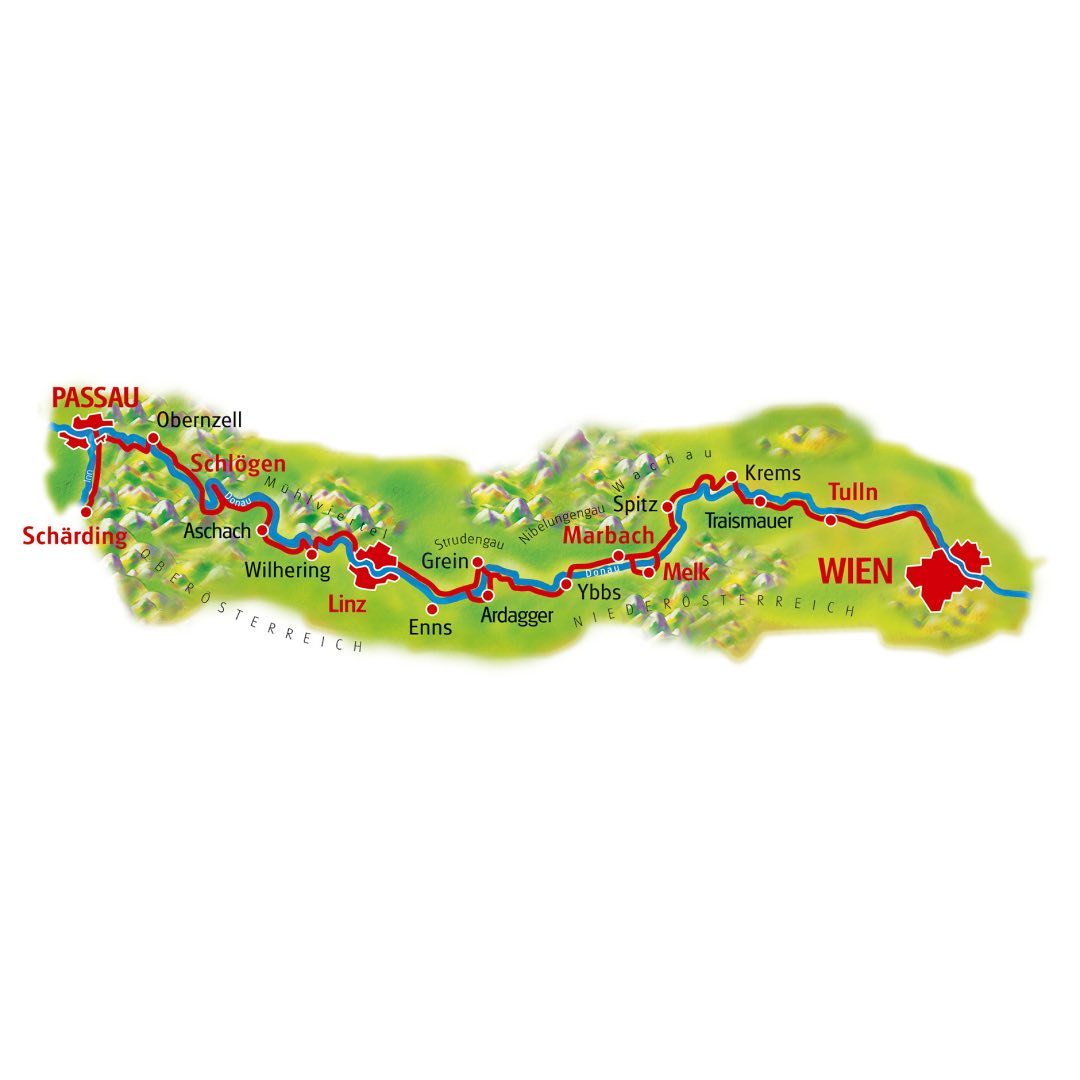 PASSAU
Obernzell
Schlögen
Inn
Donau
Mühlviertel
Schärding
Aschach
Wilhering
OBERÖSTERREICH
Linz
Enns
Grein
Strudengau
Ardagger
Nibelungengau
Wachau
Spitz
Marbach
Donau
Ybbs
Melk
NIEDERÖSTERREICH
Krems
Traismauer
Tulln
WIEN